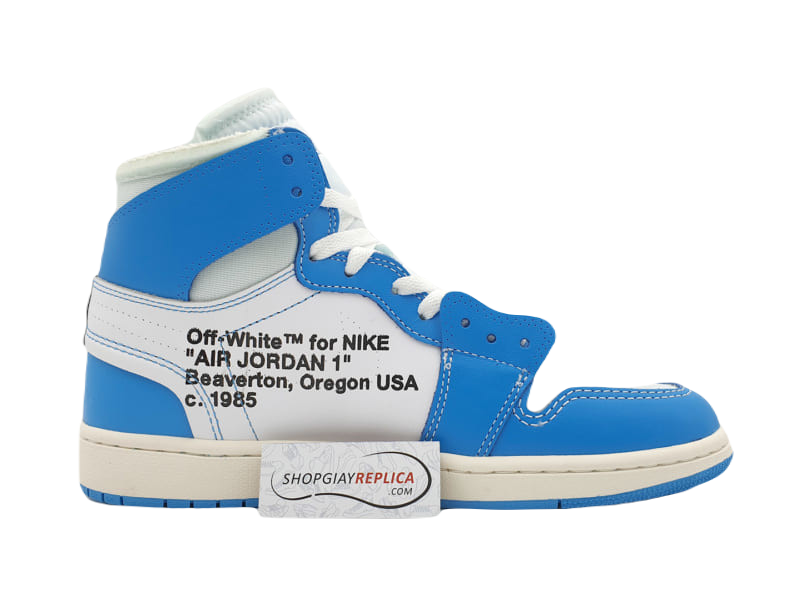 Off-White™ for NIKE
"AIR JORDAN 1"
Beaverton, Oregon USA
c. 1985
SHOPGIAYREPLICA
.COM